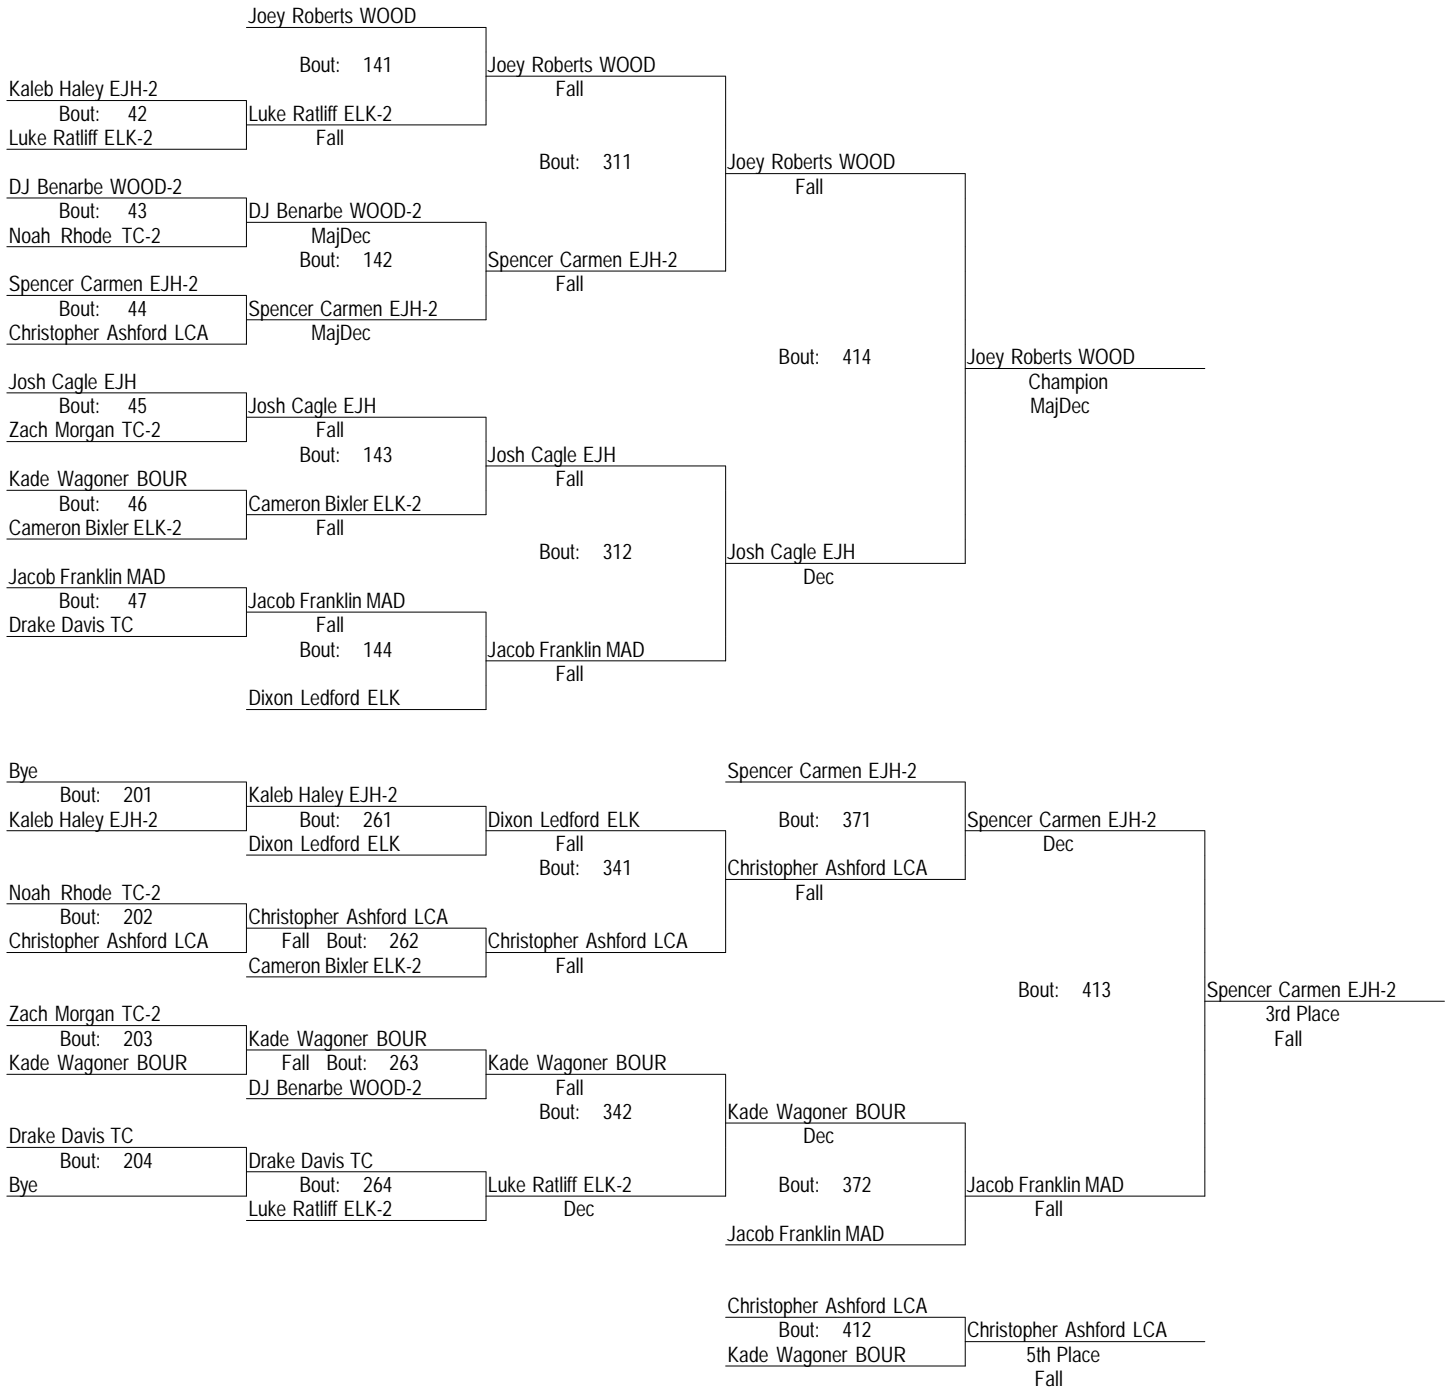 Joey Roberts WOOD
Bout: 141
Joey Roberts WOOD
Kaleb Haley EJH-2
Fall
Bout: 42
Luke Ratliff ELK-2
Luke Ratliff ELK-2
Fall
Bout: 311
Joey Roberts WOOD
DJ Benarbe WOOD-2
Fall
Bout: 43
DJ Benarbe WOOD-2
Noah Rhode TC-2
MajDec
Bout: 142
Spencer Carmen EJH-2
Spencer Carmen EJH-2
Fall
Bout: 44
Spencer Carmen EJH-2
Christopher Ashford LCA
MajDec
Bout: 414
Joey Roberts WOOD
Josh Cagle EJH
Champion
Bout: 45
Josh Cagle EJH
MajDec
Zach Morgan TC-2
Fall
Bout: 143
Josh Cagle EJH
Kade Wagoner BOUR
Fall
Bout: 46
Cameron Bixler ELK-2
Cameron Bixler ELK-2
Fall
Bout: 312
Josh Cagle EJH
Jacob Franklin MAD
Dec
Bout: 47
Jacob Franklin MAD
Drake Davis TC
Fall
Bout: 144
Jacob Franklin MAD
Fall
Dixon Ledford ELK
Bye
Spencer Carmen EJH-2
Bout: 201
Kaleb Haley EJH-2
Kaleb Haley EJH-2
Bout: 261
Dixon Ledford ELK
Bout: 371
Spencer Carmen EJH-2
Dixon Ledford ELK
Fall
Dec
Bout: 341
Christopher Ashford LCA
Noah Rhode TC-2
Fall
Bout: 202
Christopher Ashford LCA
Christopher Ashford LCA
Fall Bout: 262
Christopher Ashford LCA
Cameron Bixler ELK-2
Fall
Bout: 413
Spencer Carmen EJH-2
Zach Morgan TC-2
3rd Place
Bout: 203
Kade Wagoner BOUR
Fall
Kade Wagoner BOUR
Fall Bout: 263
Kade Wagoner BOUR
DJ Benarbe WOOD-2
Fall
Bout: 342
Kade Wagoner BOUR
Drake Davis TC
Dec
Bout: 204
Drake Davis TC
Bye
Bout: 264
Luke Ratliff ELK-2
Bout: 372
Jacob Franklin MAD
Luke Ratliff ELK-2
Dec
Fall
Jacob Franklin MAD
Christopher Ashford LCA
Bout: 412
Christopher Ashford LCA
Kade Wagoner BOUR
5th Place
Fall